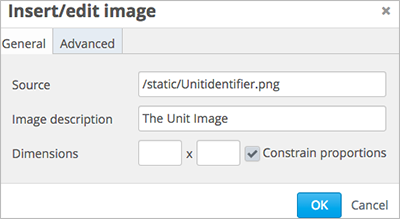 Insert/edit image ×
General Advanced
Source /static/Unitidentifier.png
Image description The Unit Image
Dimensions x Constrain proportions
OK Cancel